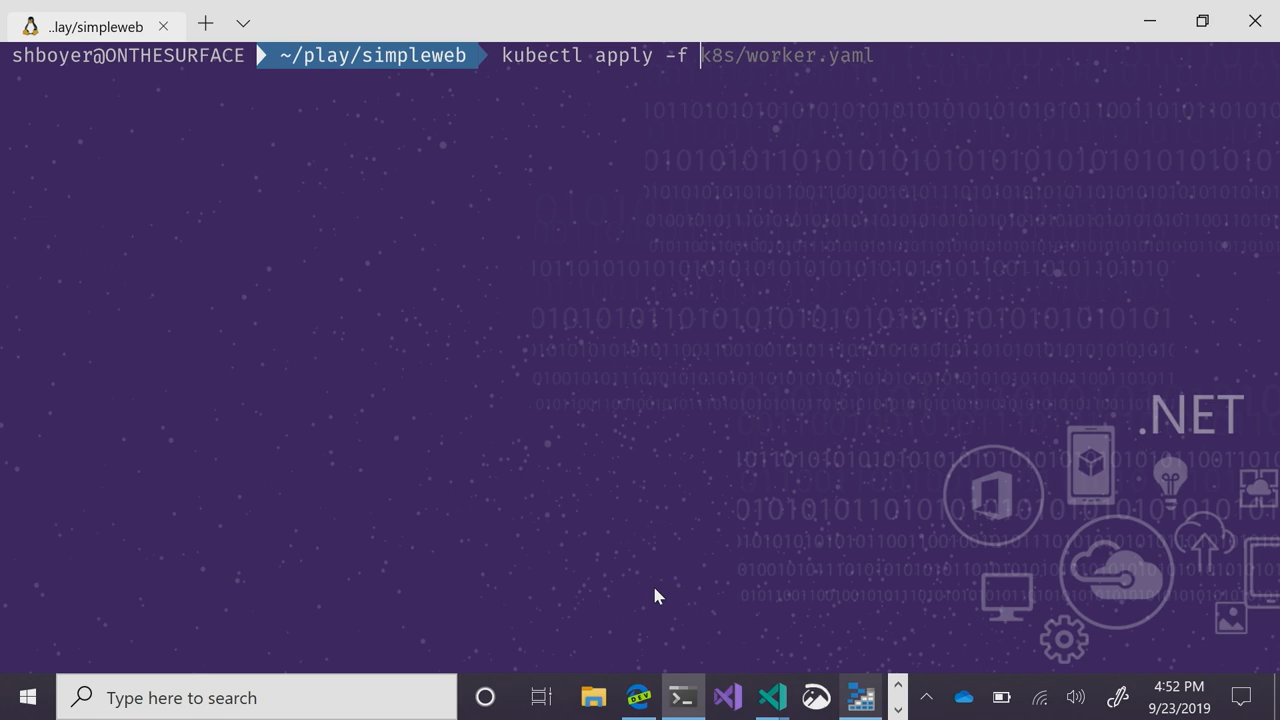 ..lay/simpleweb
shboyer@ONTHESURFACE ~/play/simpleweb kubectl apply -f k8s/worker.yaml
.NET
DEV
Type here to search
4:52 PM
9/23/2019